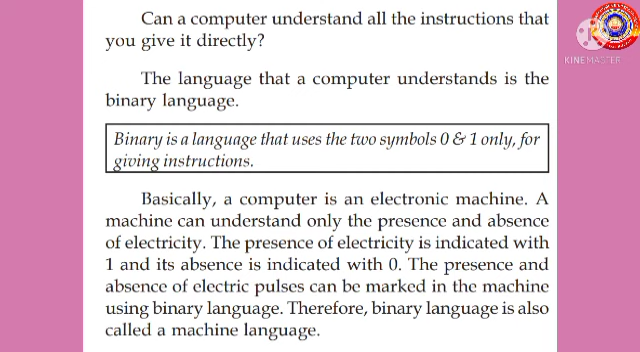 Can a computer understand all the instructions that
you give it directly?
The language that a computer understands is the
binary language.
Binary is a language that uses the two symbols 0 & 1 only, for
giving instructions.
Basically, a computer is an electronic machine. A
machine can understand only the presence and absence
of electricity. The presence of electricity is indicated with
1 and its absence is indicated with 0. The presence and
absence of electric pulses can be marked in the machine
using binary language. Therefore, binary language is also
called a machine language.
KINEMASTER